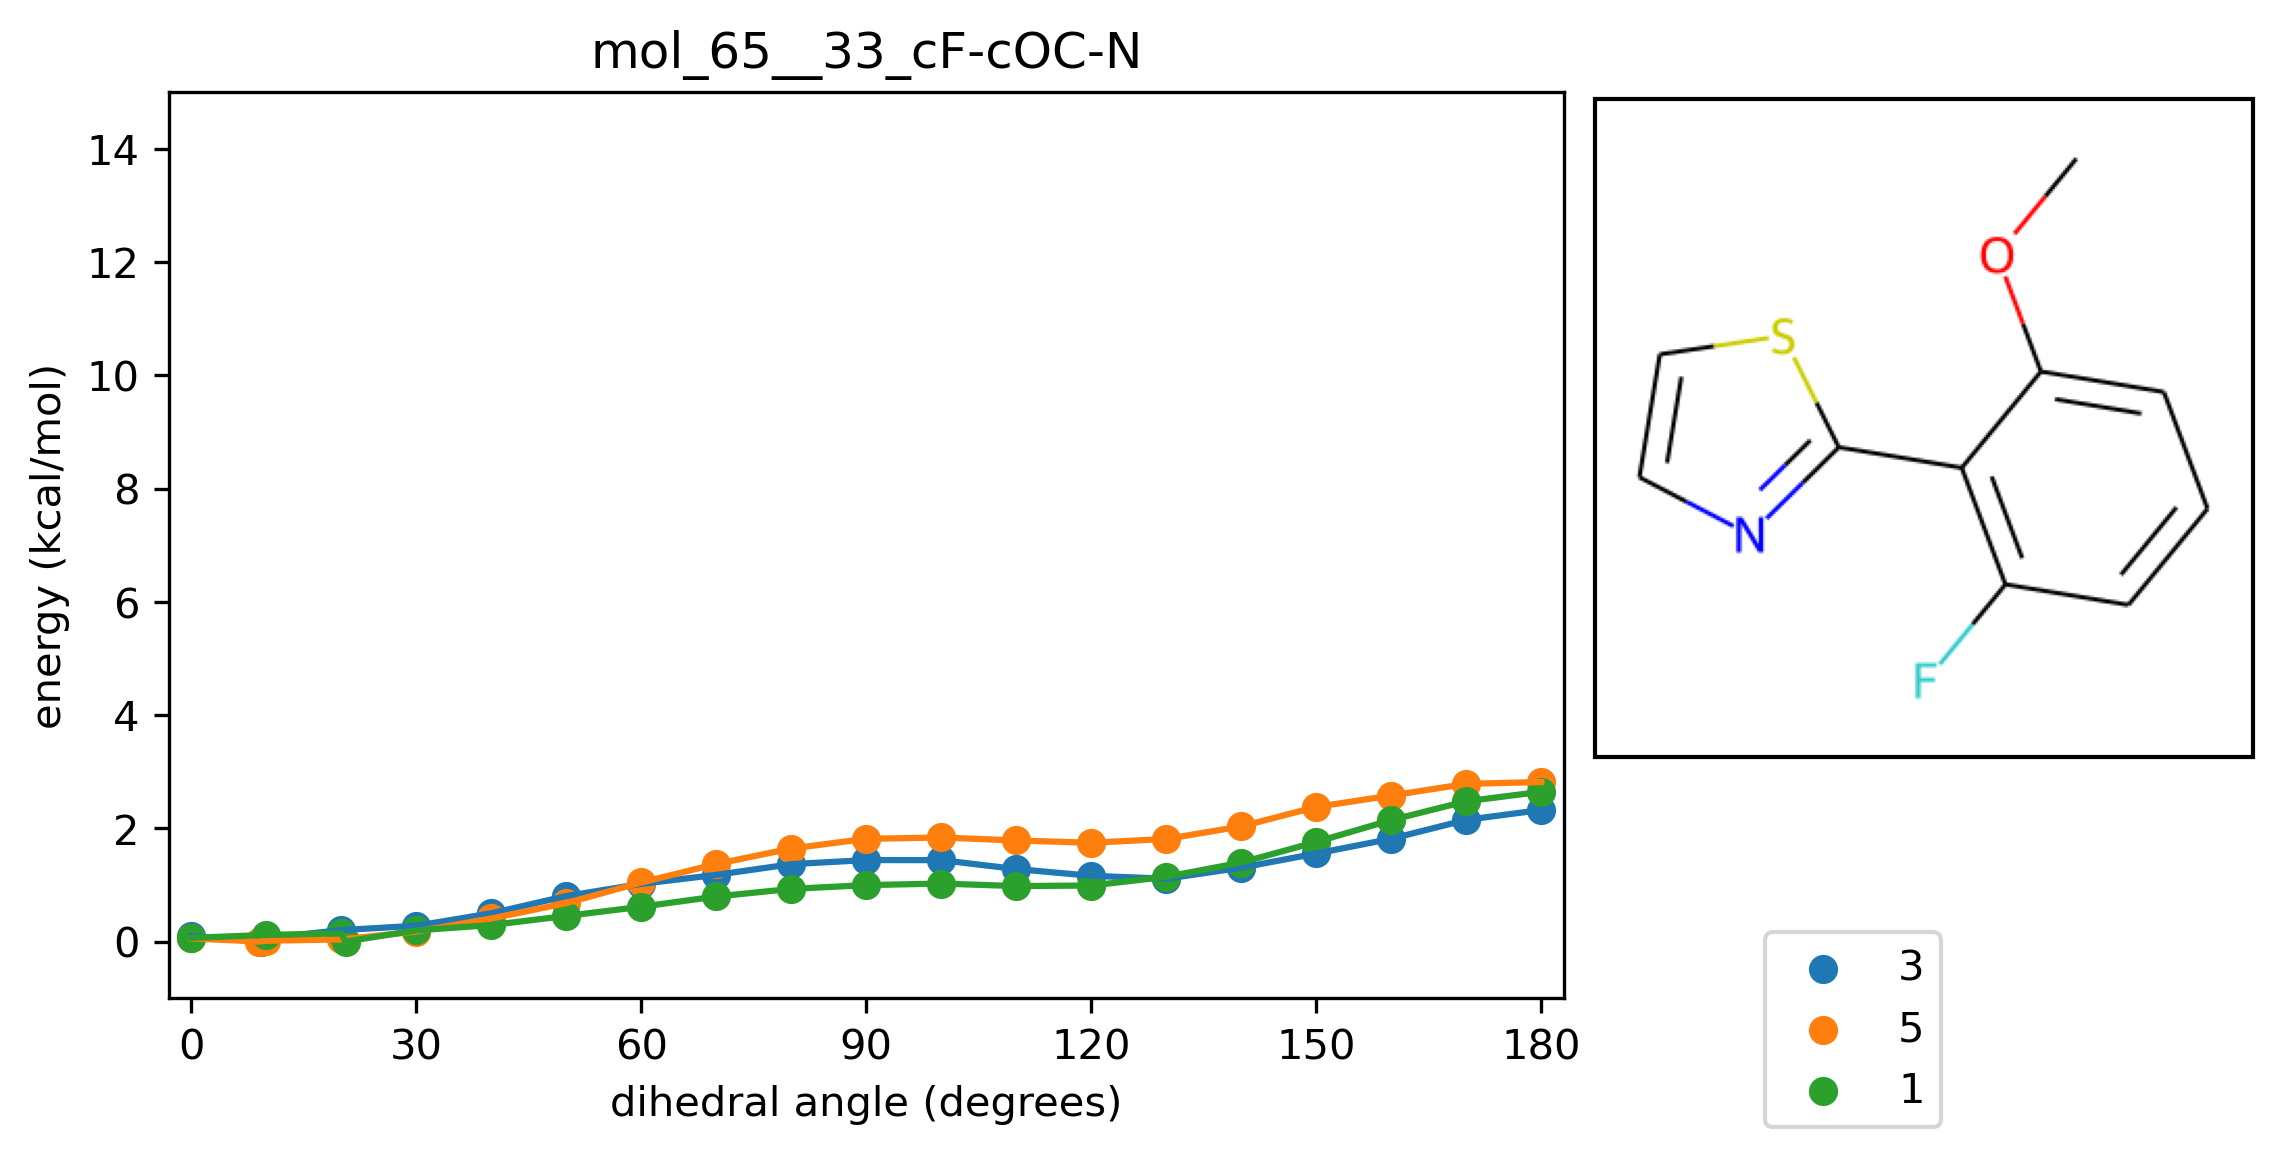 mol_65__33_cF-cOC-N
14
12
10
8
6
4
2
0
energy (kcal/mol)
0 30 60 90 120 150 180
dihedral angle (degrees)
O
S
N
F
3
5
1